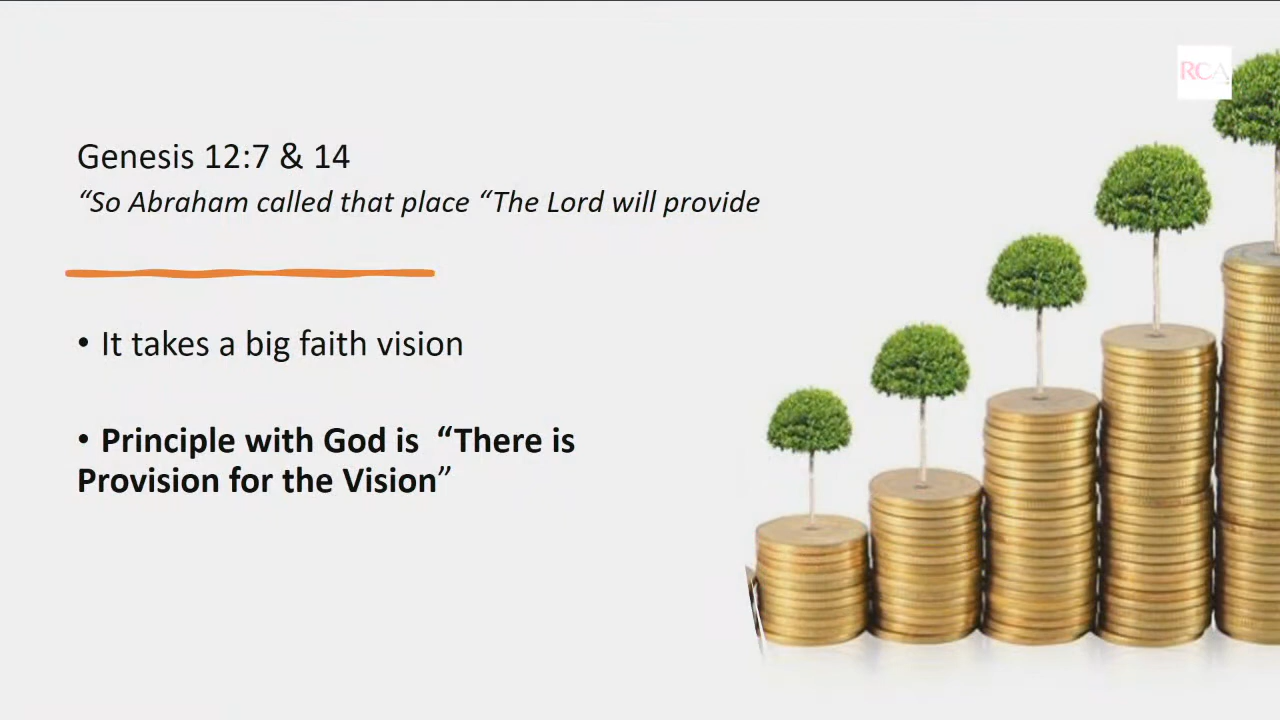 RCA
Genesis 12:7 & 14
“So Abraham called that place “The Lord will provide
• It takes a big faith vision
• Principle with God is “There is
Provision for the Vision”